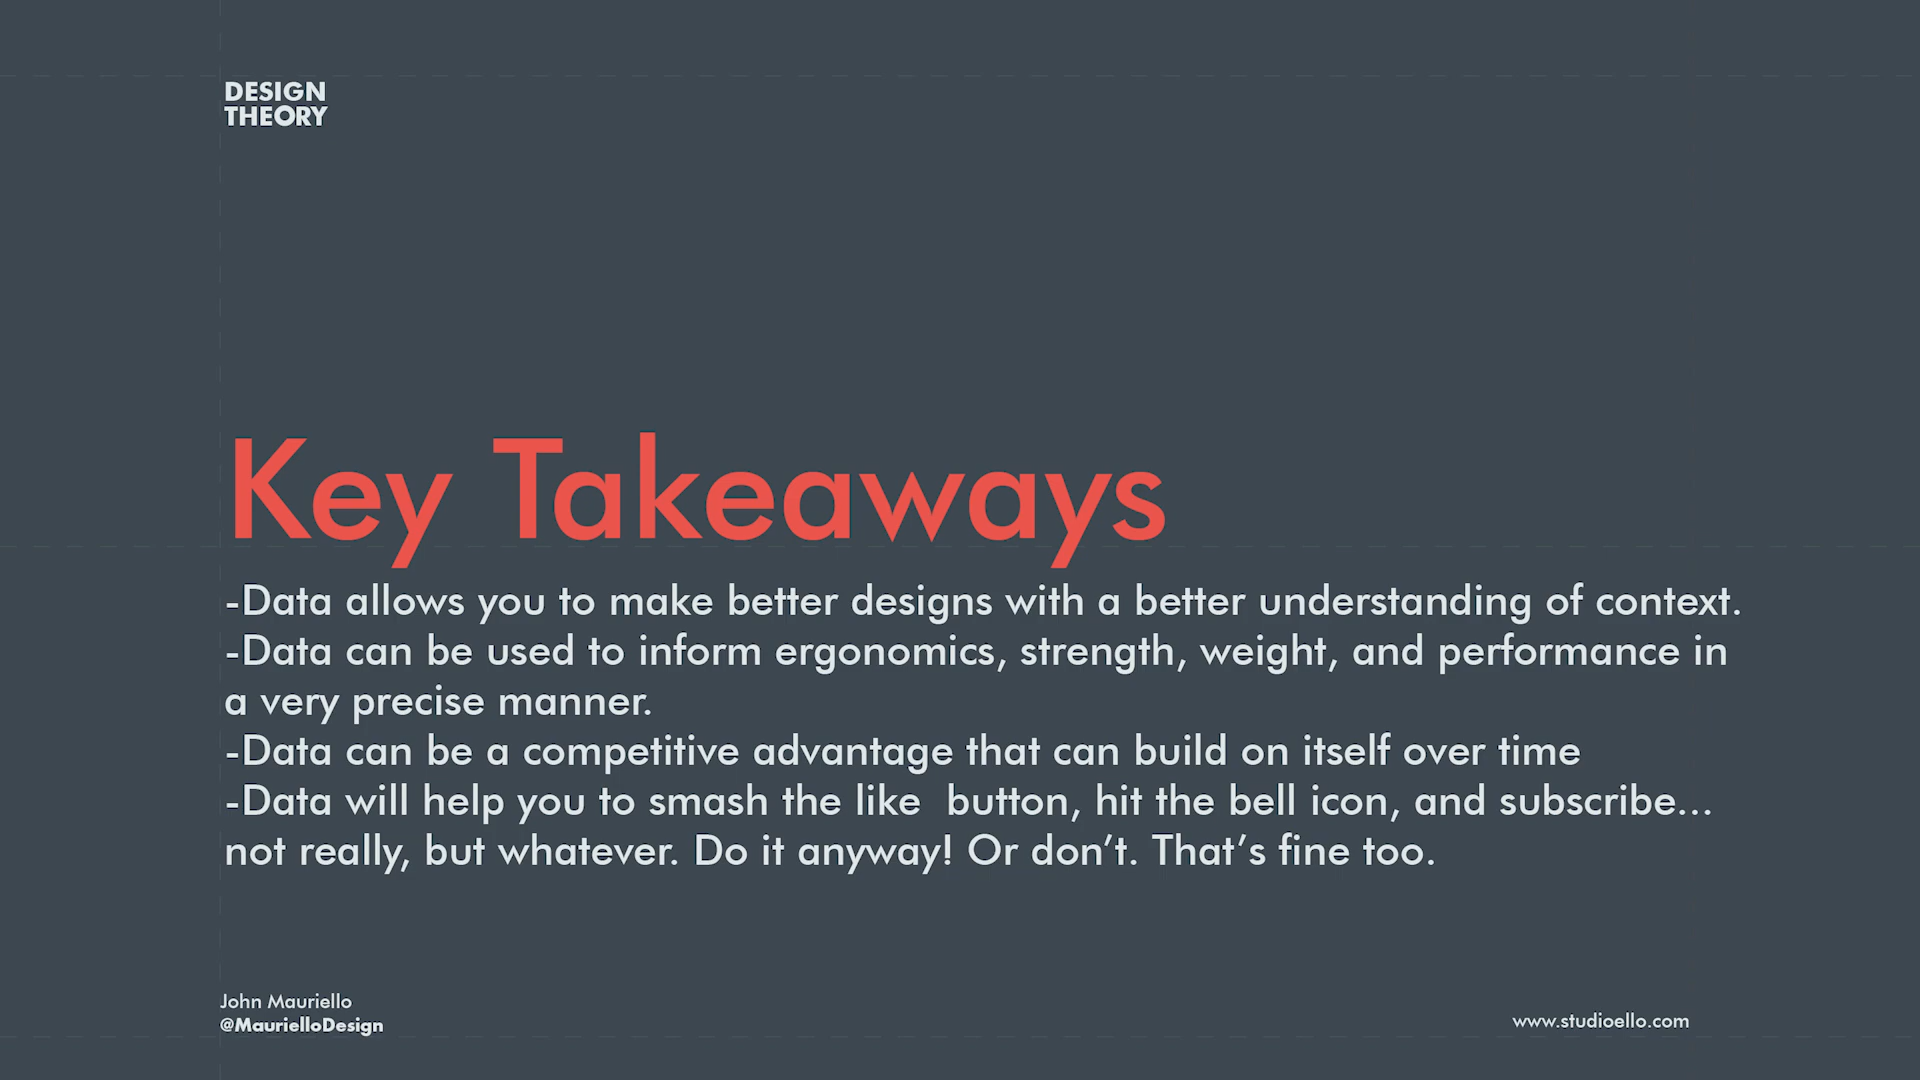 DESIGN
THEORY
Key Takeaways
-Data allows you to make better designs with a better understanding of context.
-Data can be used to inform ergonomics, strength, weight, and performance in
a very precise manner.
-Data can be a competitive advantage that can build on itself over time
-Data will help you to smash the like  button, hit the bell icon, and subscribe...
not really, but whatever. Do it anyway! Or don’t. That’s fine too.
John Mauriello
@MaurielloDesign
www.studioello.com